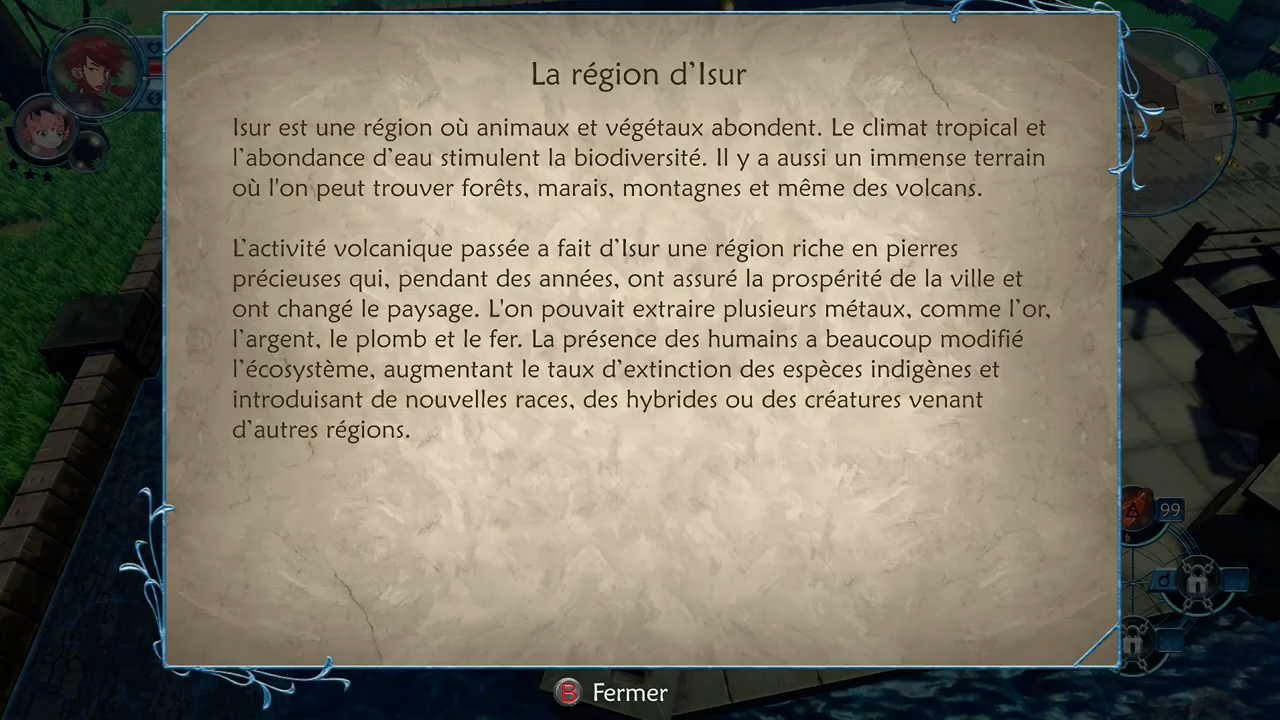 La région d’Isur
Isur est une région où animaux et végétaux abondent. Le climat tropical et
l’abondance d’eau stimulent la biodiversité. Il y a aussi un immense terrain
où l'on peut trouver forêts, marais, montagnes et même des volcans.
L’activité volcanique passée a fait d’Isur une région riche en pierres
précieuses qui, pendant des années, ont assuré la prospérité de la ville et
ont changé le paysage. L'on pouvait extraire plusieurs métaux, comme l’or,
l’argent, le plomb et le fer. La présence des humains a beaucoup modifié
l’écosystème, augmentant le taux d’extinction des espèces indigènes et
introduisant de nouvelles races, des hybrides ou des créatures venant
d’autres régions.
99
B Fermer